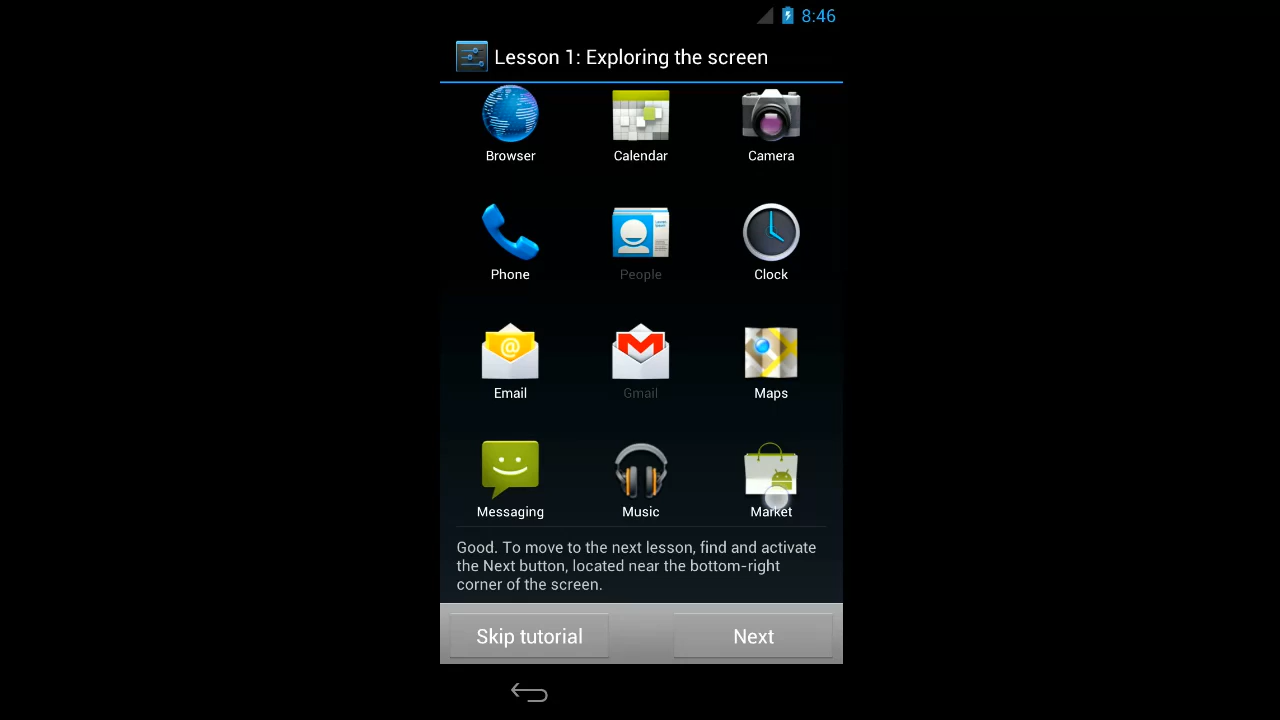 8:46
Lesson 1: Exploring the screen
Browser Calendar Camera
Phone People Clock
@
Email Gmail Maps
Messaging Music Market
Good. To move to the next lesson, find and activate
the Next button, located near the bottom-right
corner of the screen.
Skip tutorial Next